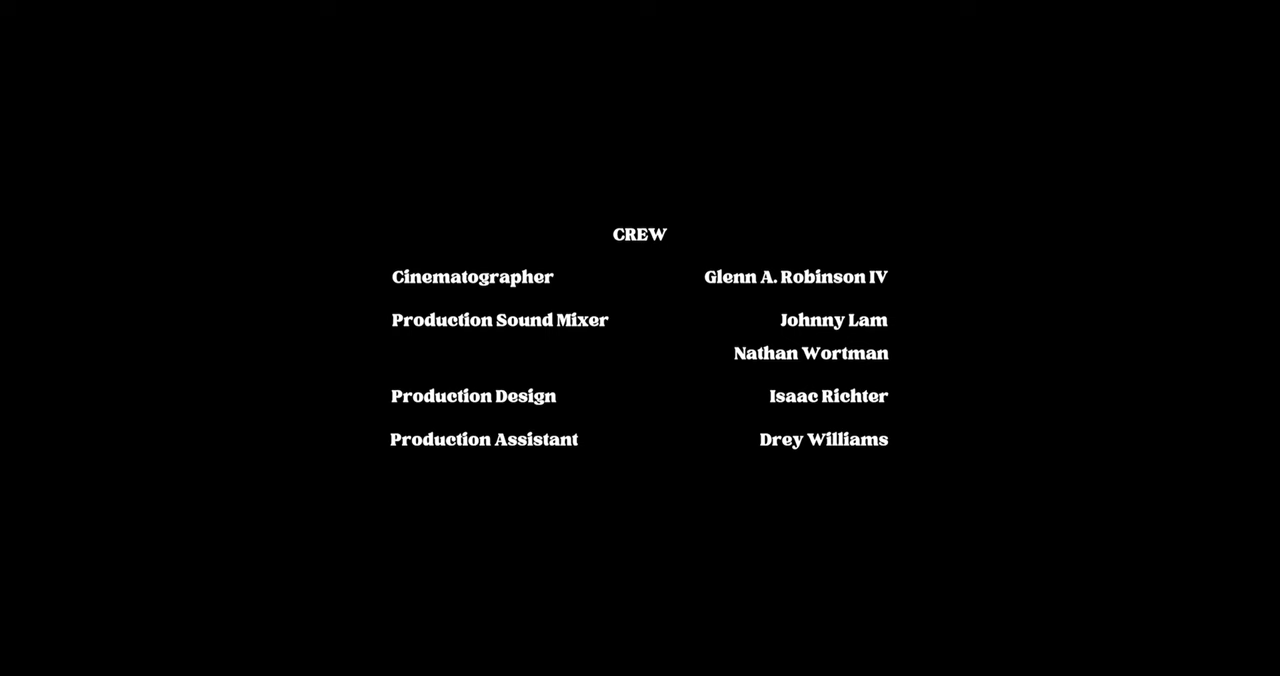 CREW
Cinematographer Glenn A. Robinson IV
Production Sound Mixer Johnny Lam
Nathan Wortman
Production Design Isaac Richter
Production Assistant Drey Williams